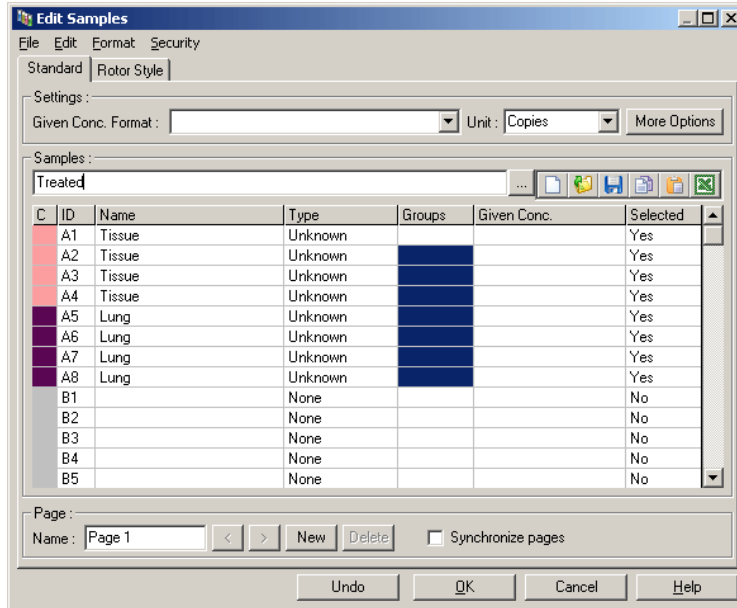 Edit Samples
File Edit Format Security
Standard Rotor Style
Settings :
Given Conc. Format : Unit : Copies More Options
Samples :
Treated ...
C ID Name Type Groups Given Conc. Selected
A1 Tissue Unknown Yes
A2 Tissue Unknown Yes
A3 Tissue Unknown Yes
A4 Tissue Unknown Yes
A5 Lung Unknown Yes
A6 Lung Unknown Yes
A7 Lung Unknown Yes
A8 Lung Unknown Yes
B1 None No
B2 None No
B3 None No
B4 None No
B5 None No
Page :
Name : Page 1 < > New Delete Synchronize pages
Undo OK Cancel Help